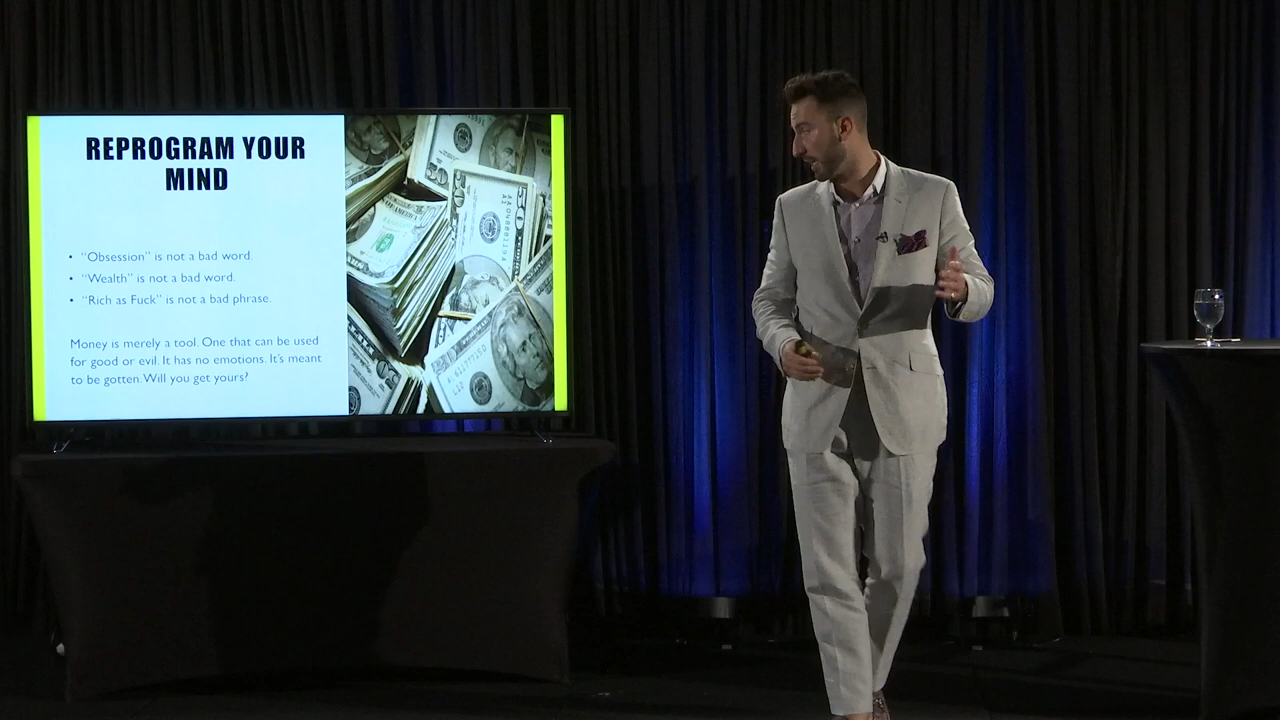 REPROGRAM YOUR
MIND
• “Obsession” is not a bad word.
• “Wealth” is not a bad word.
• “Rich as Fuck” is not a bad phrase.
Money is merely a tool. One that can be used
for good or evil. It has no emotions. It’s meant
to be gotten. Will you get yours?